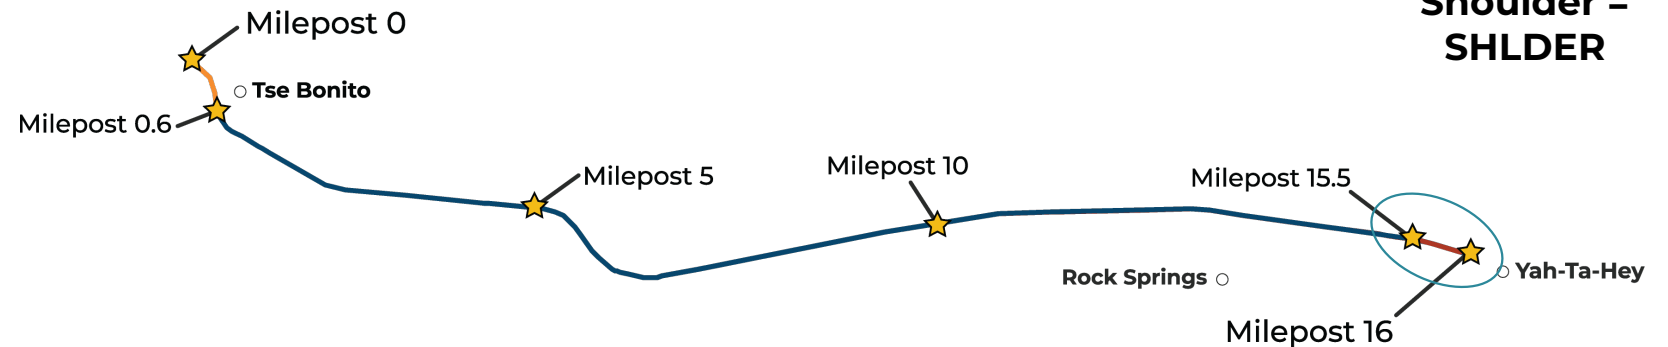 Shoulder =
SHLDER
Milepost 0
Tse Bonito
Milepost 0.6
Milepost 5
Milepost 10
Milepost 15.5
Rock Springs
Yah-Ta-Hey
Milepost 16